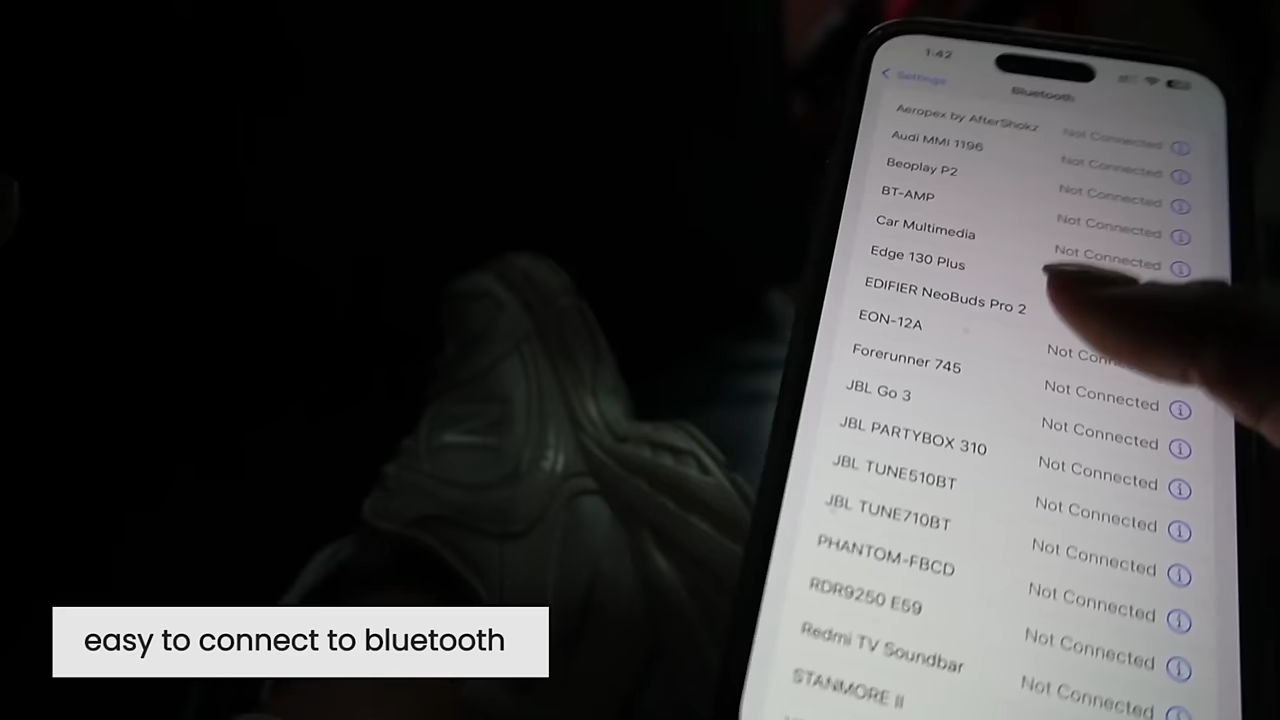 1:42
Settings
Bluetooth
Aeropex by AfterShokz Not Connected
Audi MMI 1196 Not Connected
Beoplay P2 Not Connected
BT-AMP Not Connected
Car Multimedia Not Connected
Edge 130 Plus
EDIFIER NeoBuds Pro 2
EON-12A Not Conn
Forerunner 745 Not Connected
JBL Go 3 Not Connected
JBL PARTYBOX 310 Not Connected
JBL TUNE510BT Not Connected
JBL TUNE710BT Not Connected
PHANTOM-FBCD Not Connected
RDR9250 E59 Not Connected
Redmi TV Soundbar Not Connected
STANMORE II
easy to connect to bluetooth